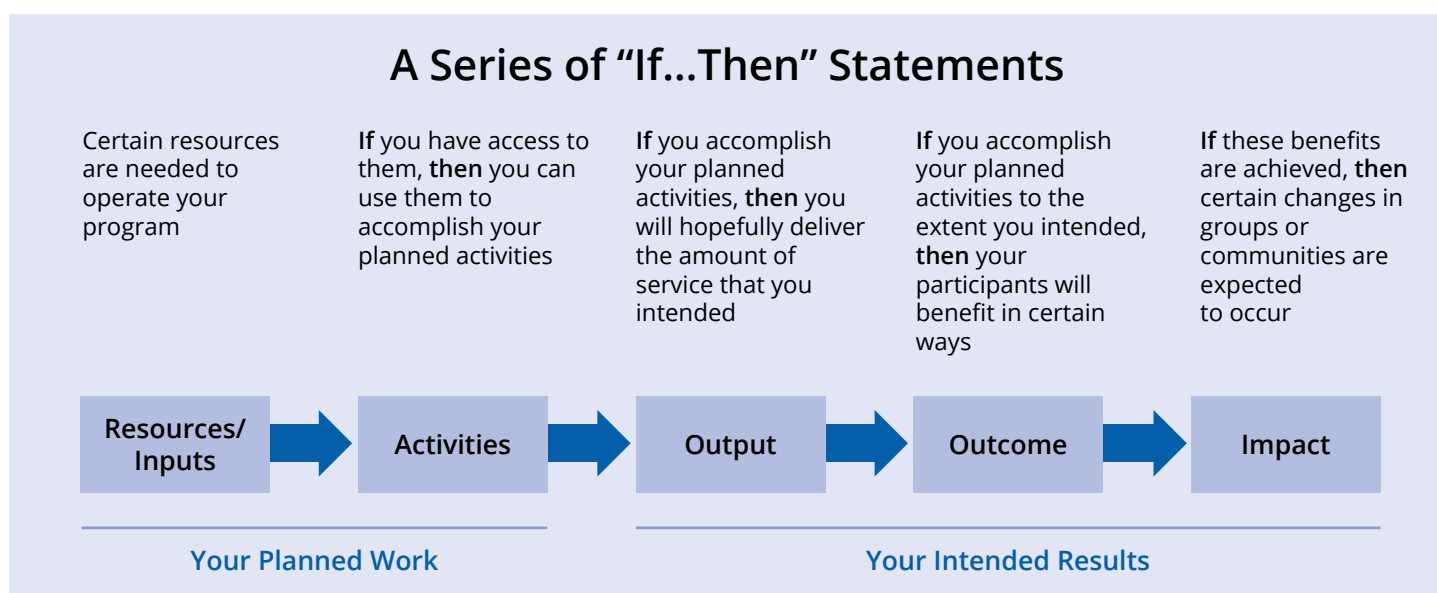 A Series of “If...Then” Statements
Certain resources
are needed to
operate your
program
If you have access to
them, then you can
use them to
accomplish your
planned activities
If you accomplish
your planned
activities, then you
will hopefully deliver
the amount of
service that you
intended
If you accomplish
your planned
activities to the
extent you intended,
then your
participants will
benefit in certain
ways
If these benefits
are achieved, then
certain changes in
groups or
communities are
expected
to occur
Resources/
Inputs
Activities
Output
Outcome
Impact
Your Planned Work
Your Intended Results